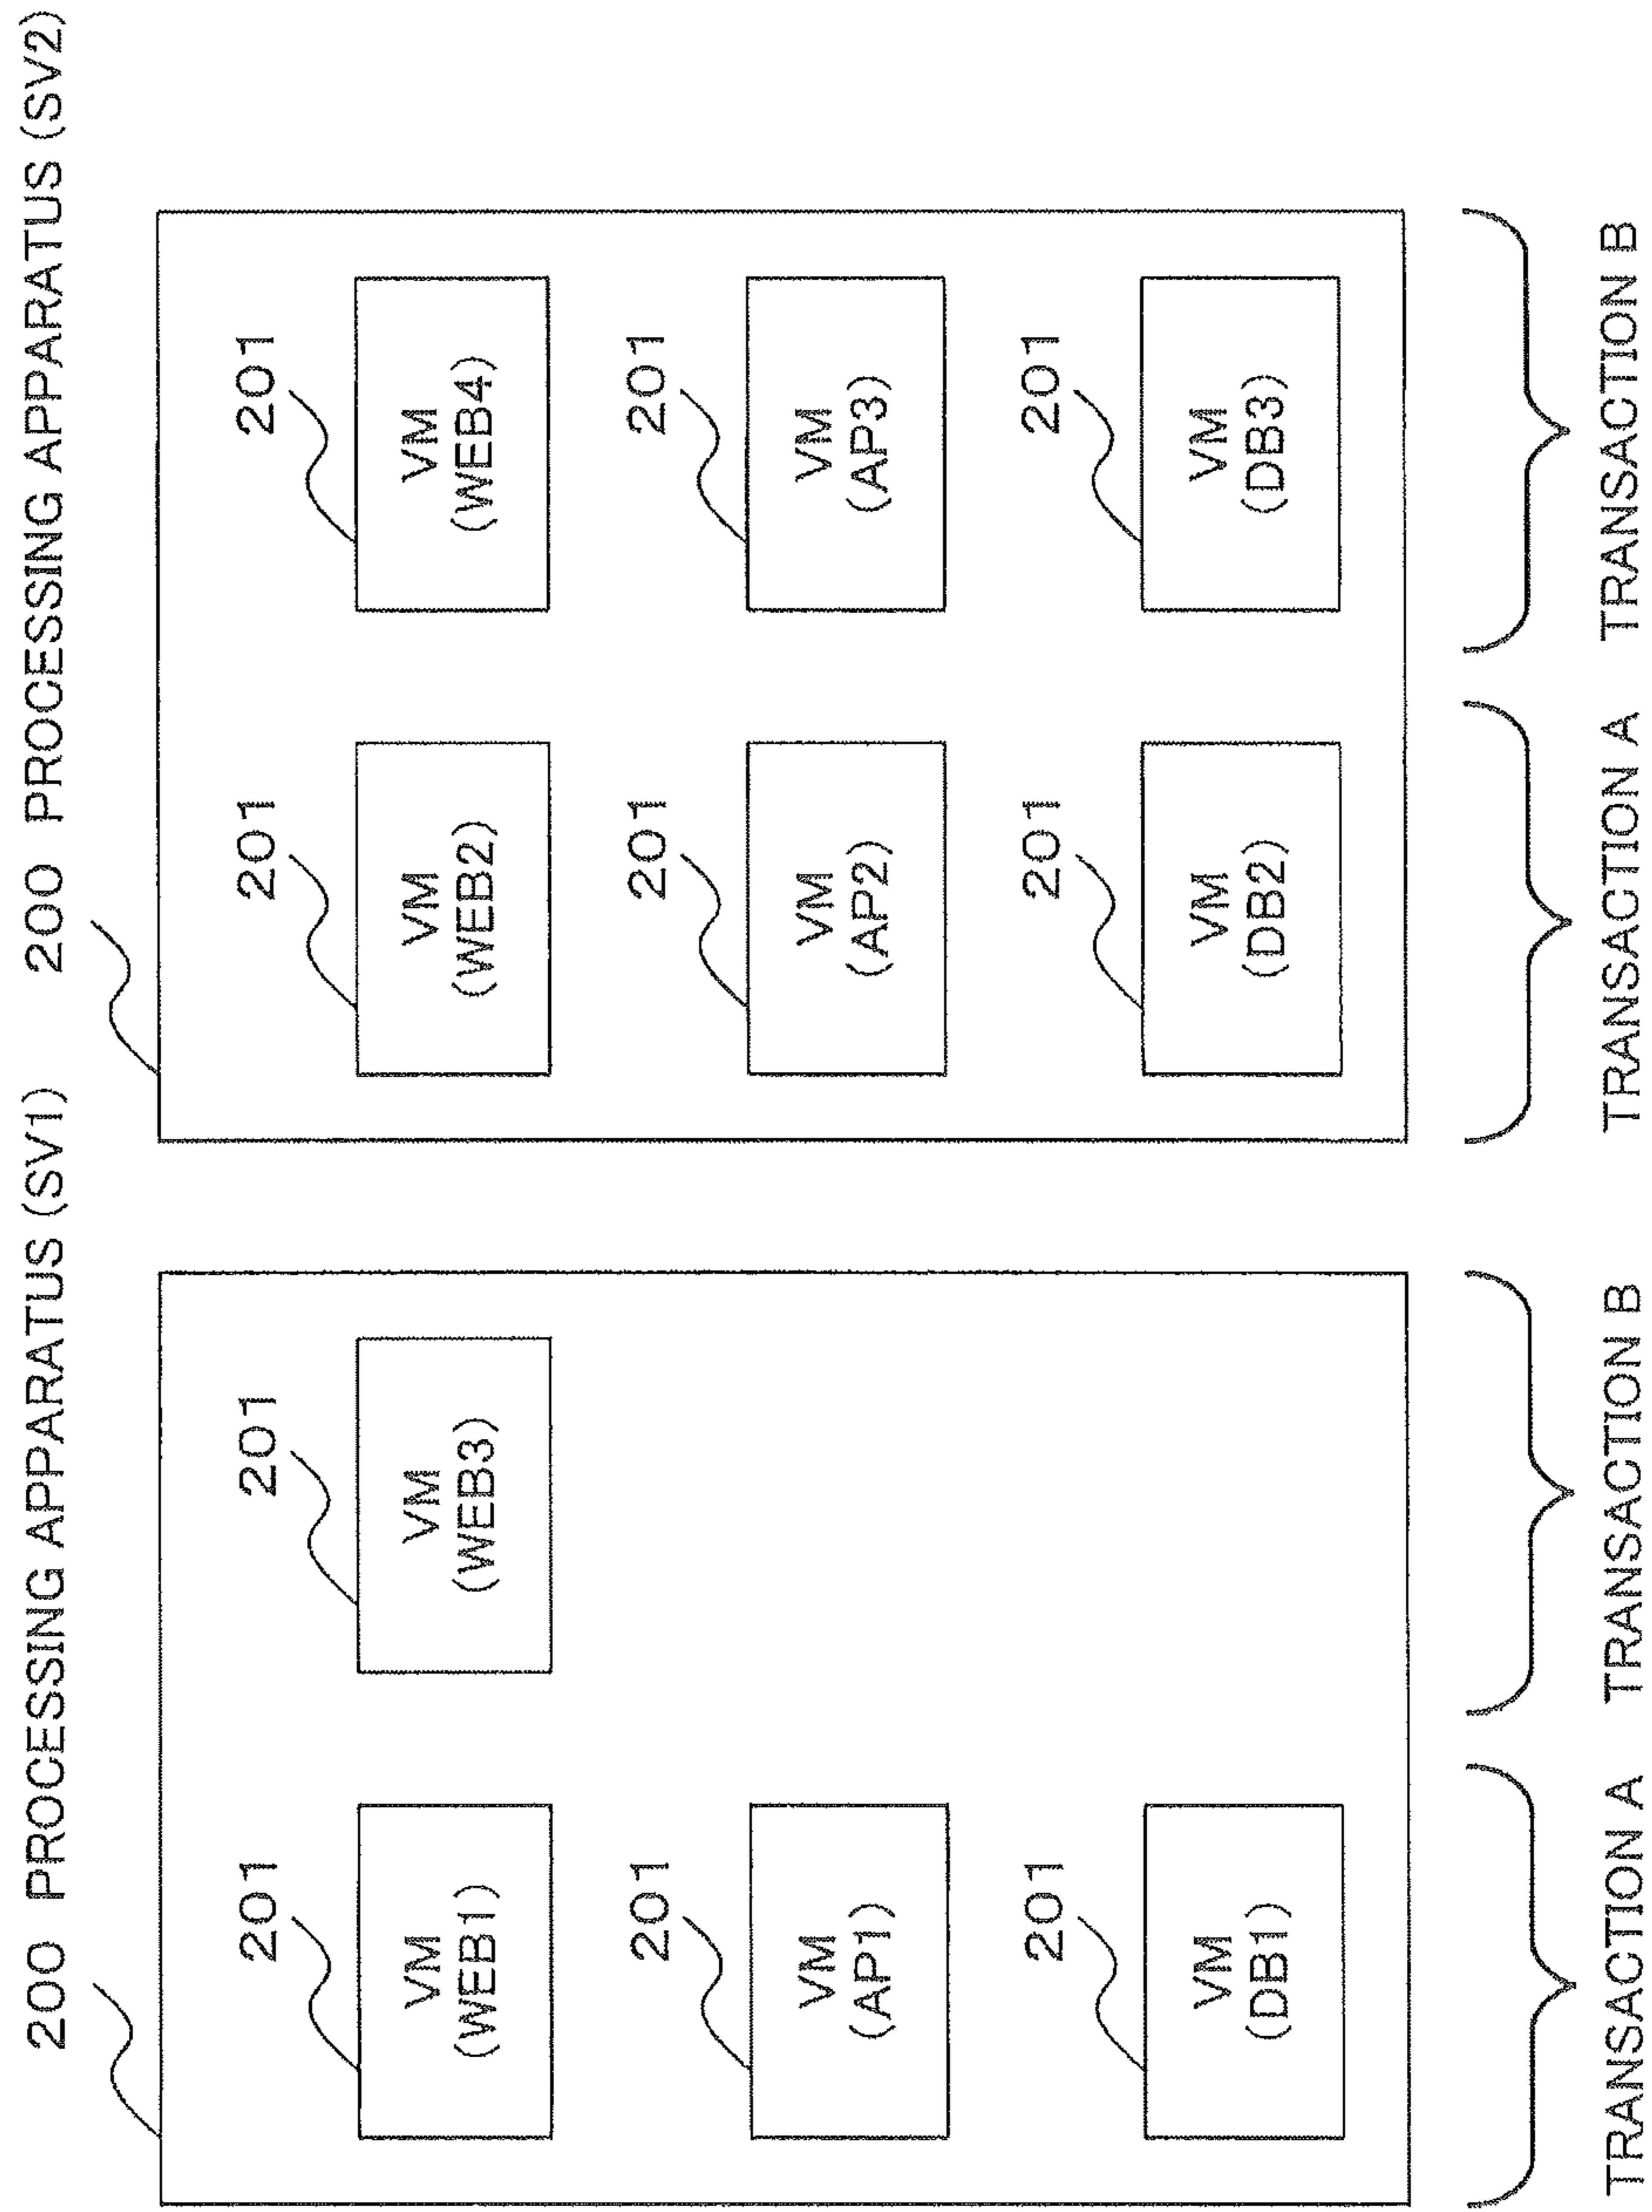 200 PROCESSING APPARATUS (SV1)
201
VM
(WEB1)
201
VM
(WEB3)
201
VM
(AP1)
201
VM
(DB1)
TRANSACTION A
TRANSACTION B
200 PROCESSING APPARATUS (SV2)
201
VM
(WEB2)
201
VM
(WEB4)
201
VM
(AP2)
201
VM
(AP3)
201
VM
(DB2)
201
VM
(DB3)
TRANSACTION A
TRANSACTION B